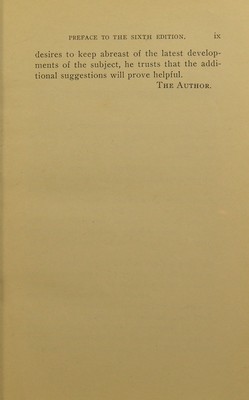 PREFACE TO THE SIXTH EDITION. ix
desires to keep abreast of the latest develop-
ments of the subject, he trusts that the addi-
tional suggestions will prove helpful.
The Author.